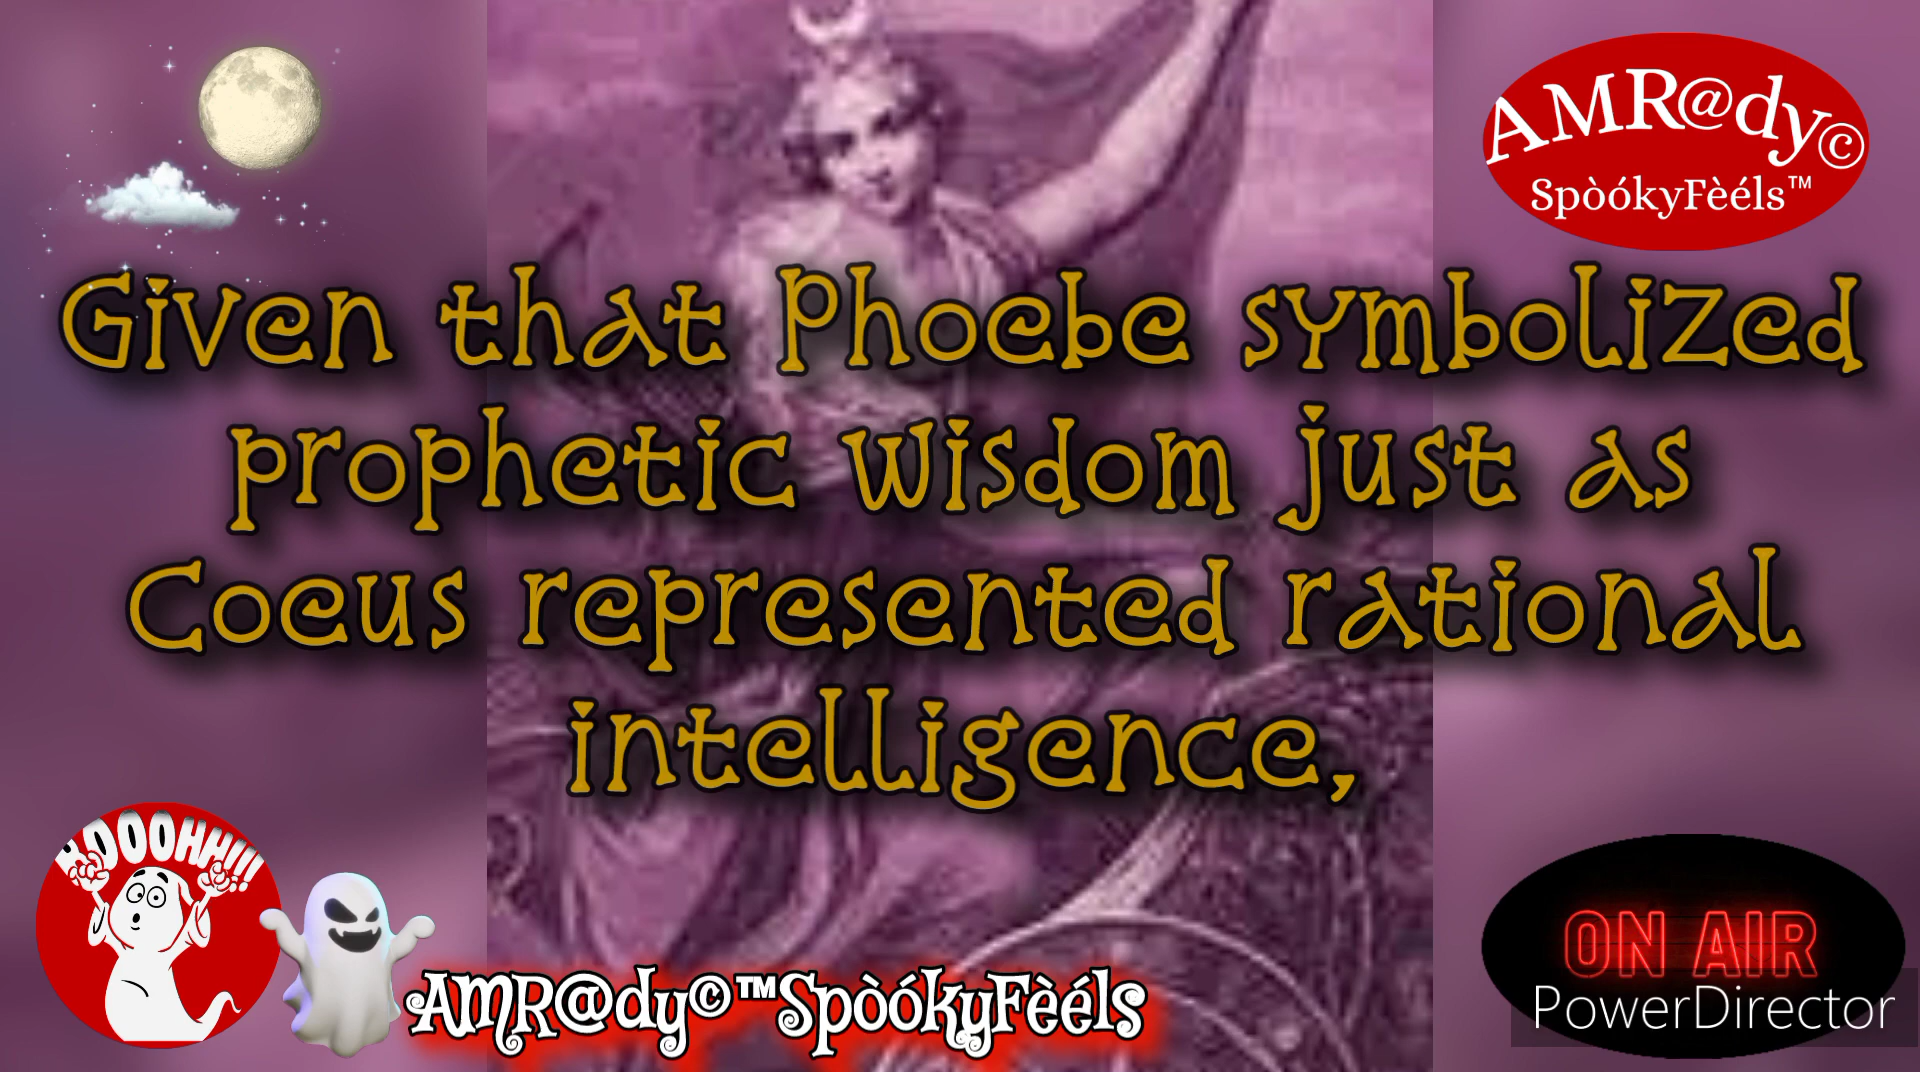 AMR@dy©
SpòókyFèéls™
Given that Phoebe symbolized
prophetic wisdom just as
Coeus represented rational
intelligence,
AMR@dy©™SpòókyFèéls
ON AIR
PowerDirector